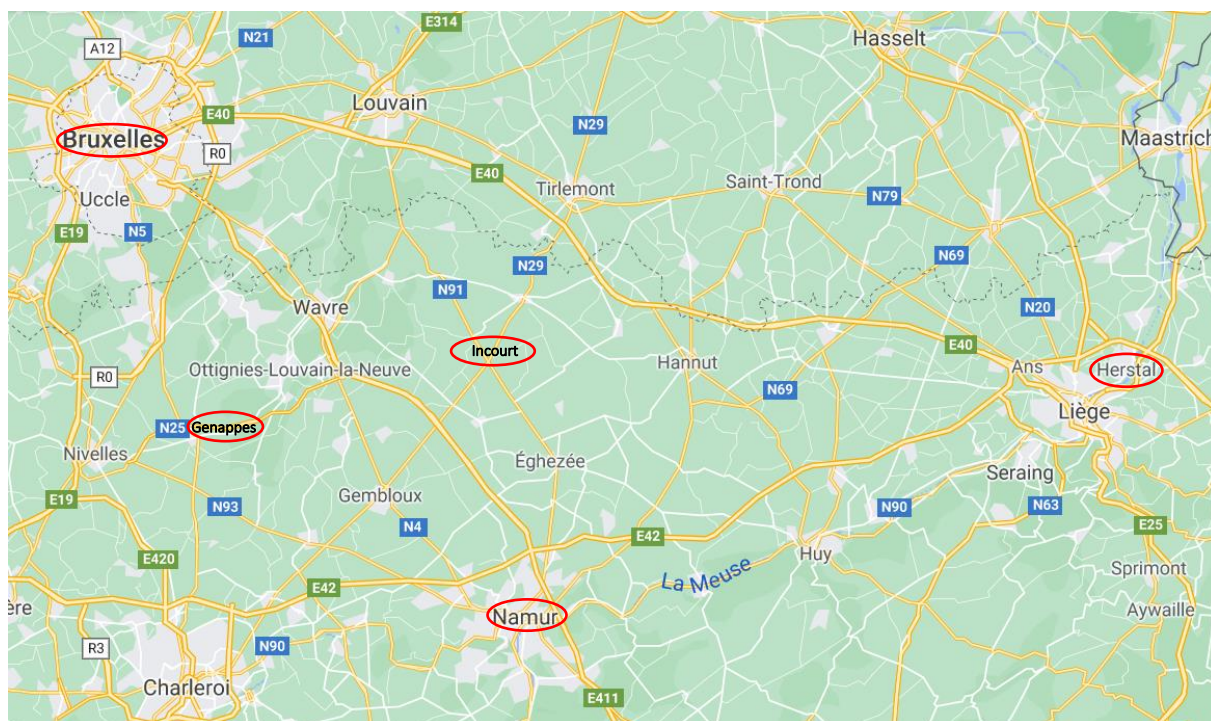 E314
N21
A12
Hasselt
Louvain
E40
N29
Bruxelles
R0
Maastrich
E40
Tirlemont
Saint-Trond
Uccle
N79
E19
N5
N29
N69
N91
Wavre
N20
Incourt
E40
Hannut
Ans
Herstal
Ottignies-Louvain-la-Neuve
R0
N69
Liège
N25
Genappes
Nivelles
Éghezée
Seraing
E19
Gembloux
N93
N90
N63
N4
E25
E42
Huy
E420
Sprimont
La Meuse
E42
ère
Namur
Aywaille
R3
N90
Charleroi
E411